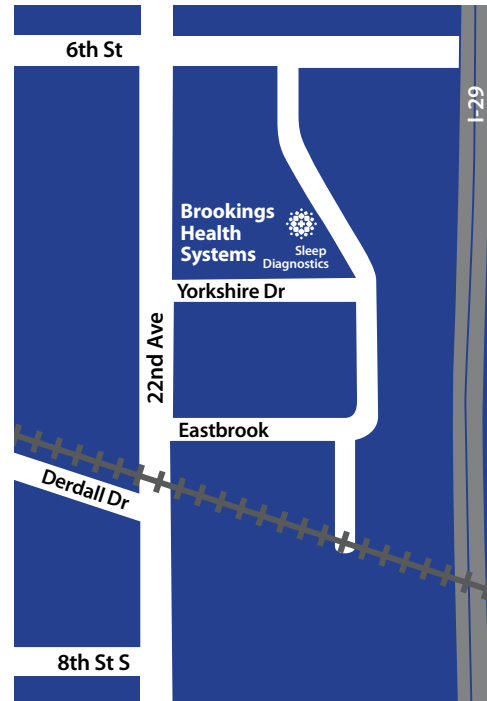 6th St
I-29
Brookings
Health
Systems
Sleep
Diagnostics
Yorkshire Dr
22nd Ave
Eastbrook
Derdall Dr
8th St S